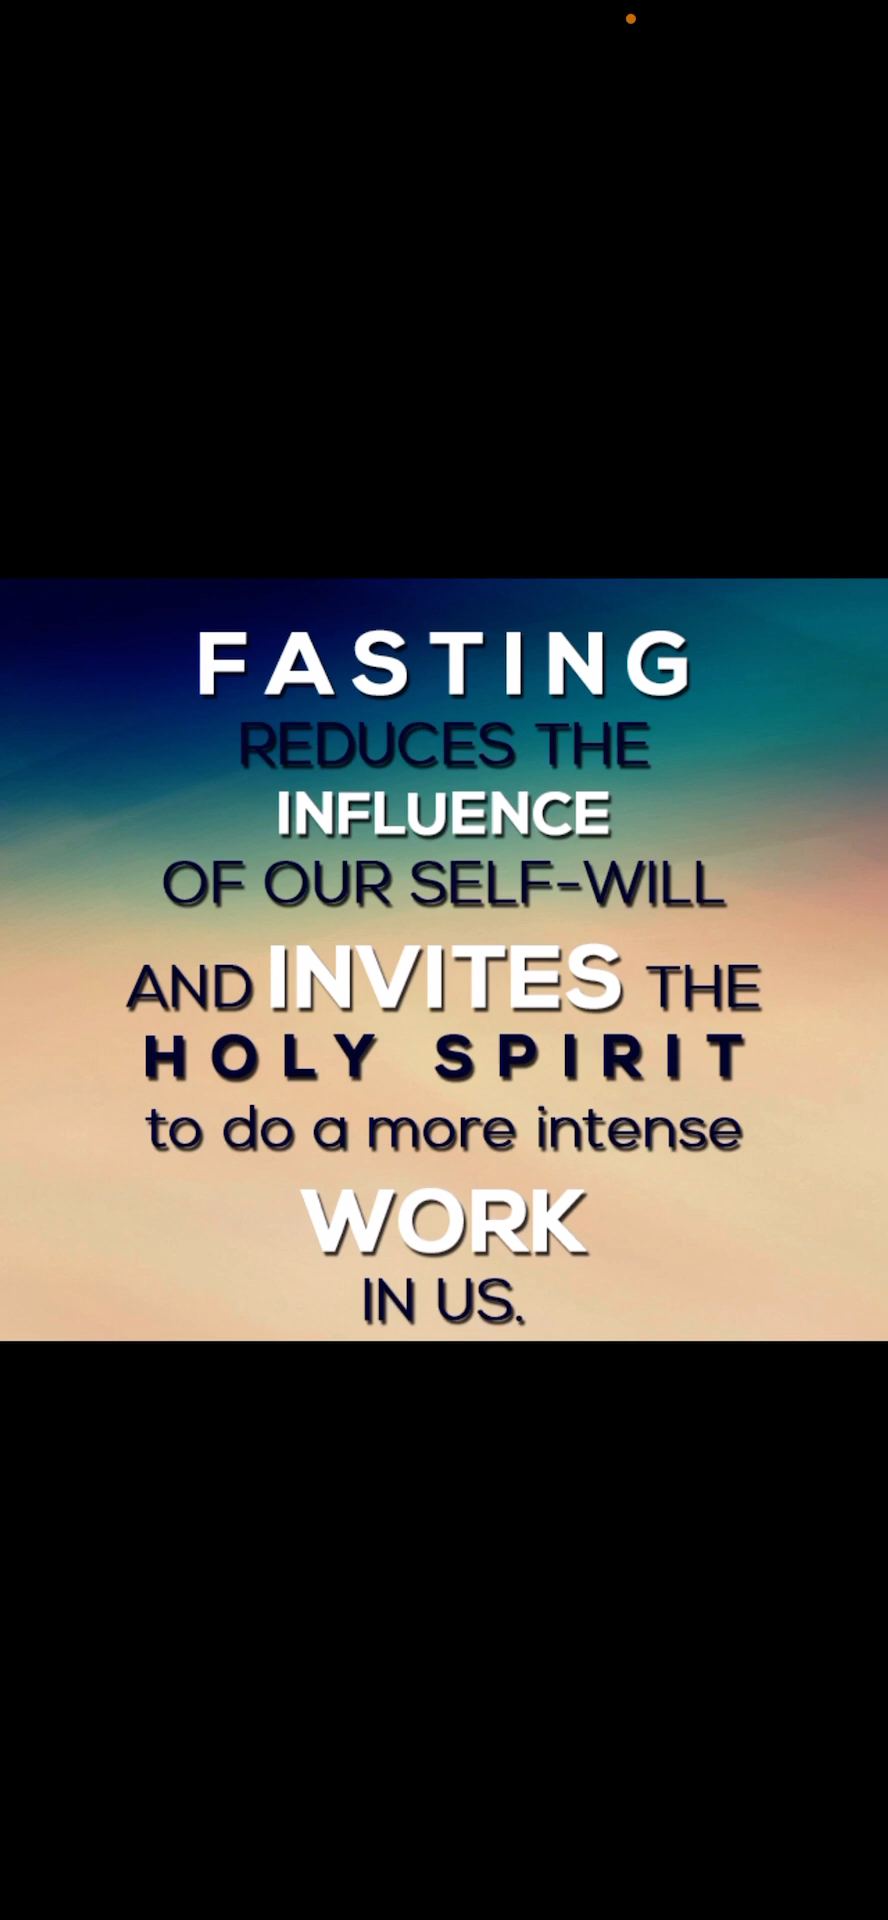 FASTING
REDUCES THE
INFLUENCE
OF OUR SELF-WILL
AND INVITES THE
HOLY SPIRIT
to do a more intense
WORK
IN US.